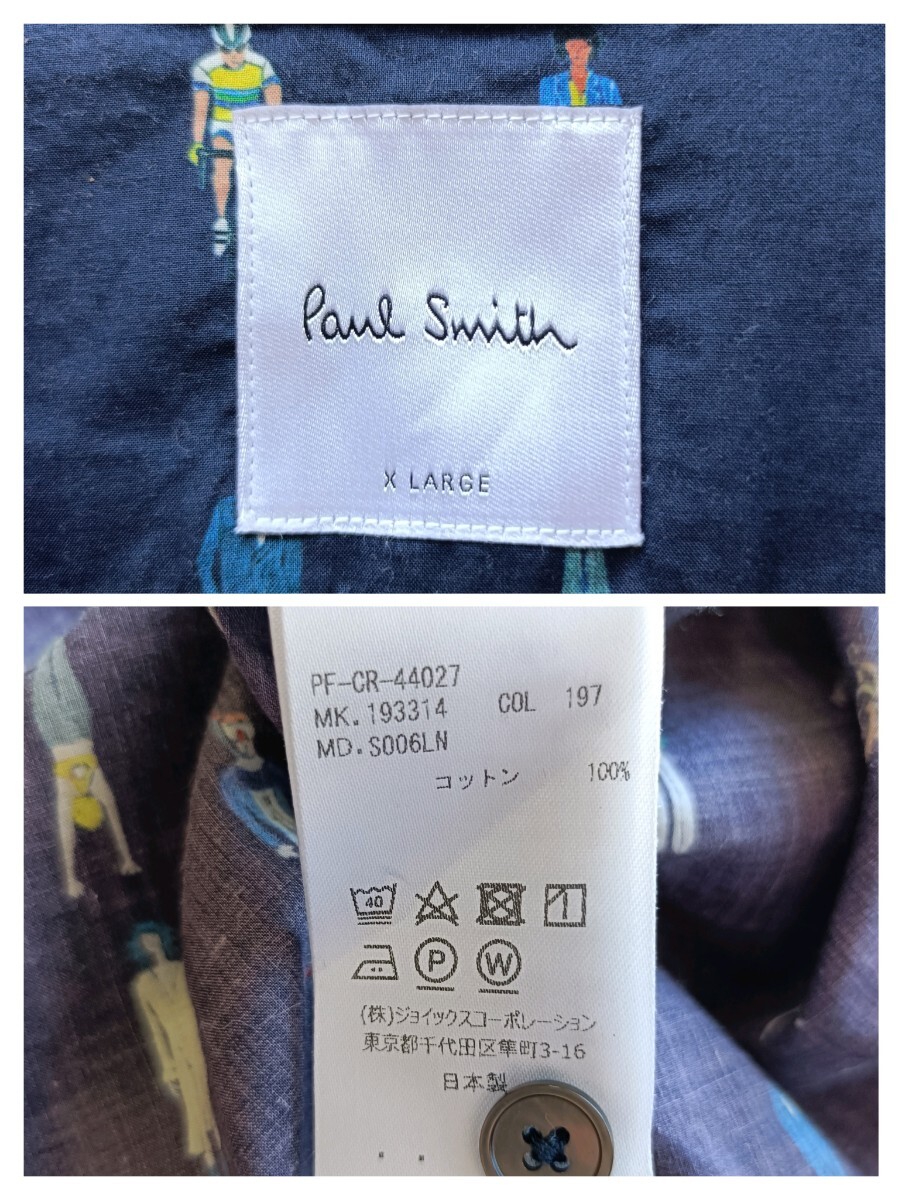 Paul Smith
X LARGE
PF-CR-44027
MK.193314 COL 197
MD.S006LN
コットン 100%
40
P W
(株)ジョイックスコーポレーション
東京都千代田区隼町3-16
日本製